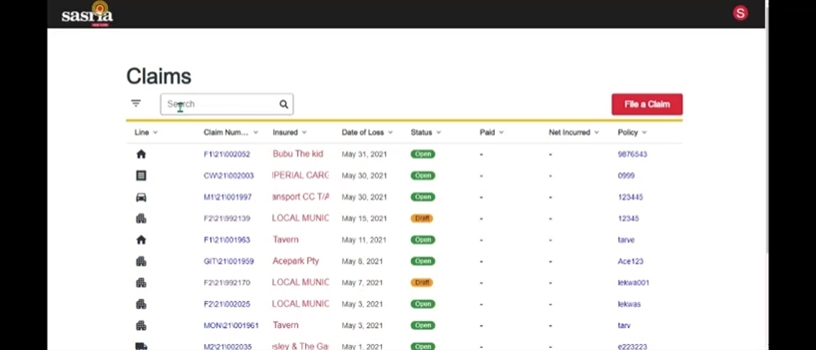 sasria
S
Claims
Search
File a Claim
Line Claim Num... Insured Date of Loss Status Paid Net Incurred Policy
F1\21\002052 Bubu The kid May 31, 2021 Open - - 9876543
CW\21\002003 IPERIAL CARG May 30, 2021 Open - - 0999
M1\21\001997 ansport CC T/A May 30, 2021 Open - - 123445
F2\21\992139 LOCAL MUNIC May 15, 2021 Draft - - 12345
F1\21\001963 Tavern May 11, 2021 Open - - tarve
GIT\21\001959 Acepark Pty May 8, 2021 Open - - Ace123
F2\21\992170 LOCAL MUNIC May 7, 2021 Draft - - lekwa001
F2\21\002025 LOCAL MUNIC May 3, 2021 Open - - lekwas
MON\21\001961 Tavern May 3, 2021 Open - - tarv
M2\21\002035 sley & The Ga May 1, 2021 Open - - e223223